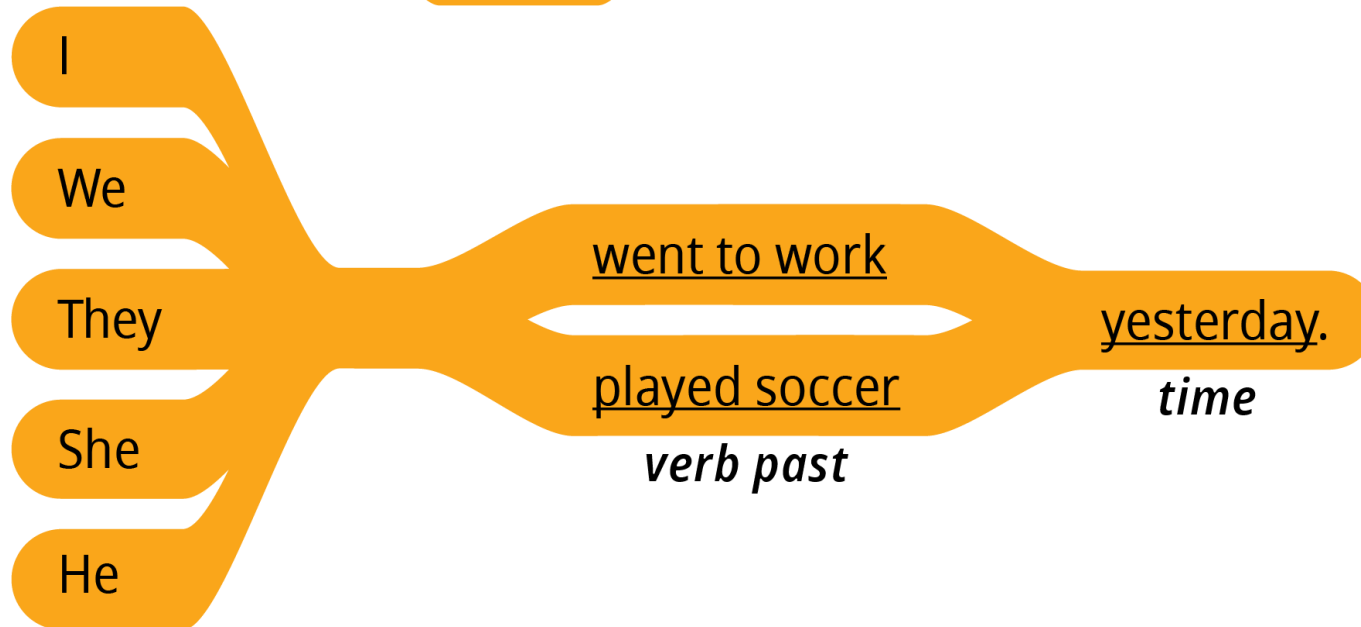 I
We
They
She
He
went to work
played soccer
verb past
yesterday.
time